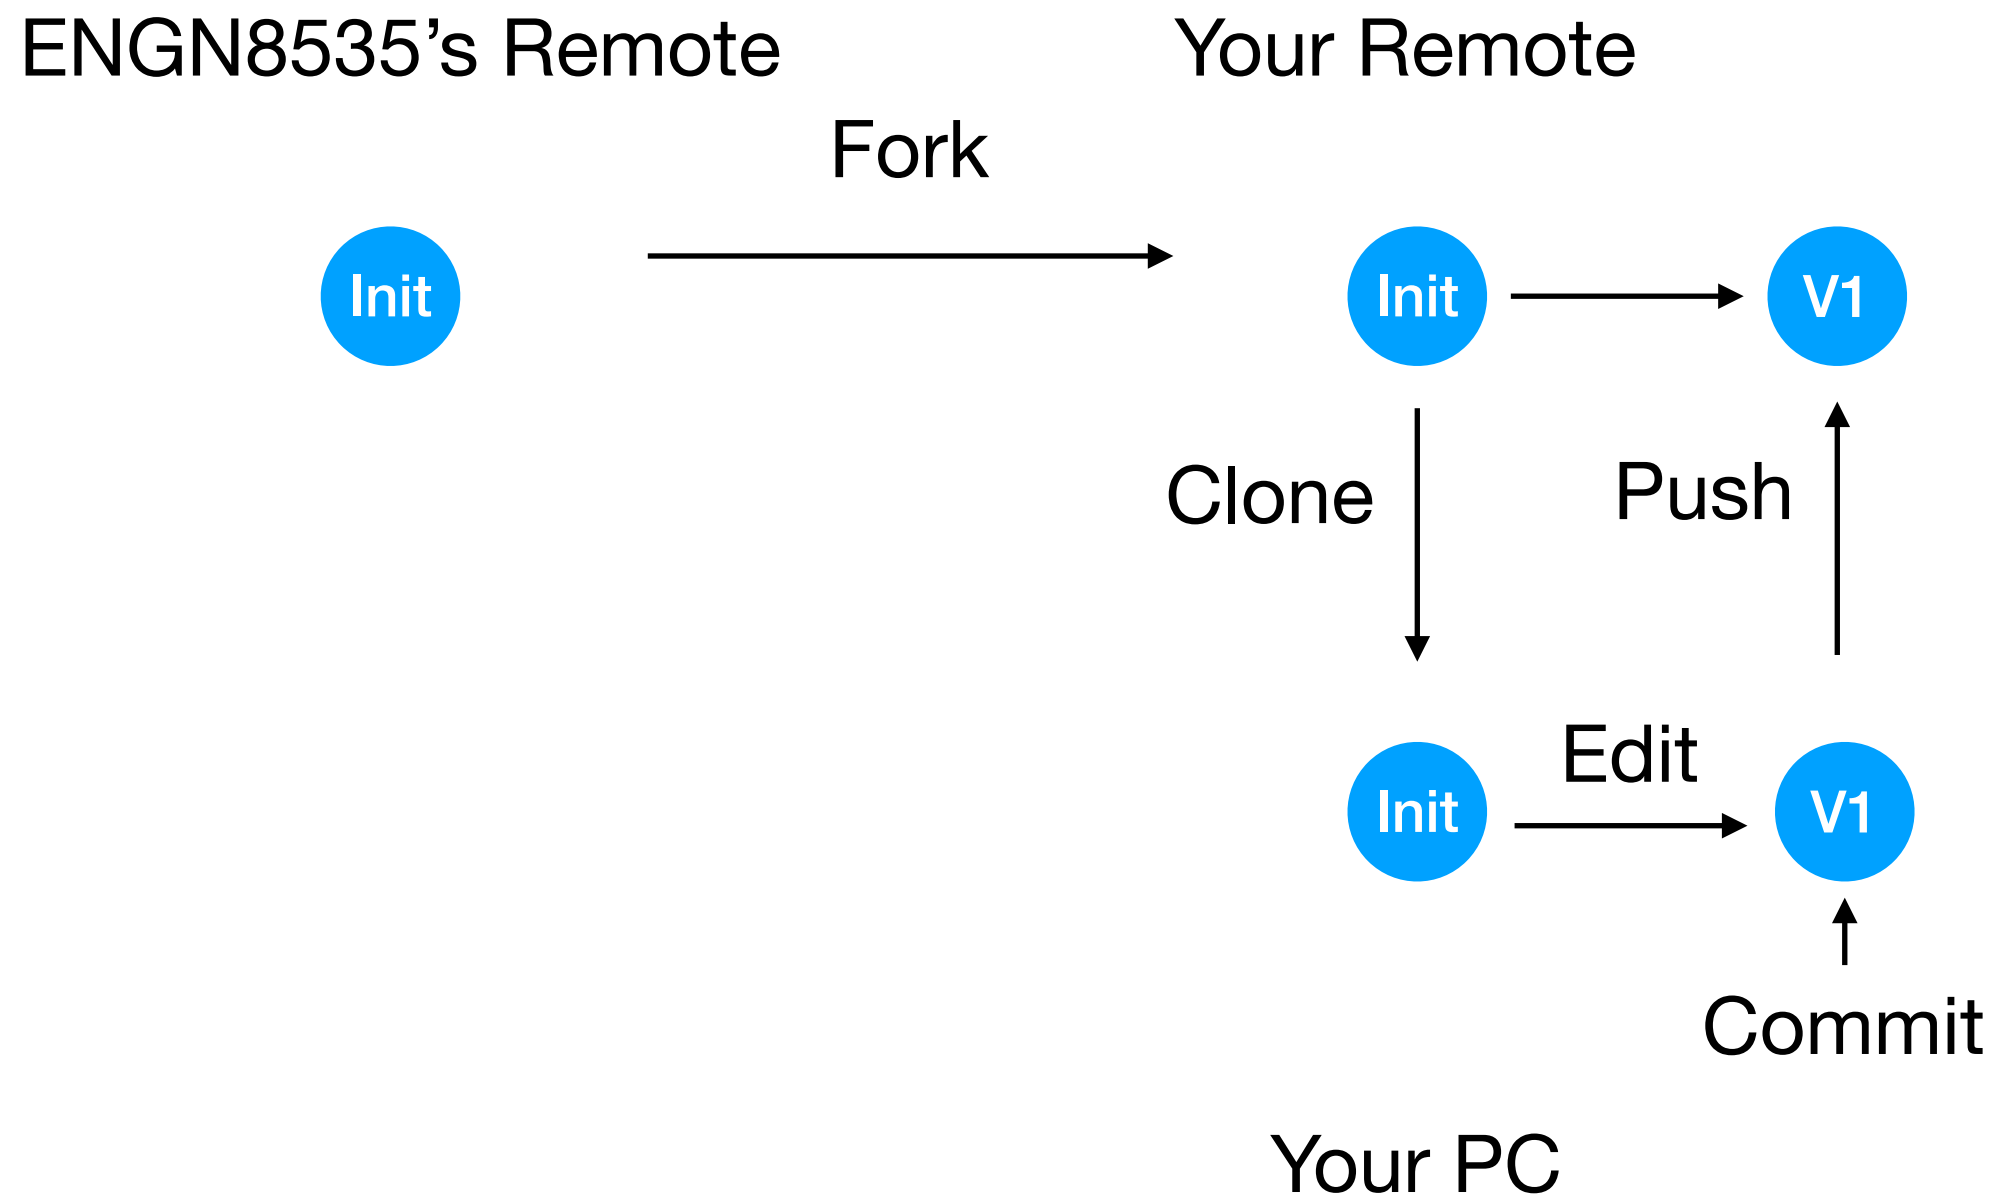 ENGN8535’s Remote
Your Remote
Fork
Init
Init
V1
Clone
Push
Edit
Init
V1
Commit
Your PC